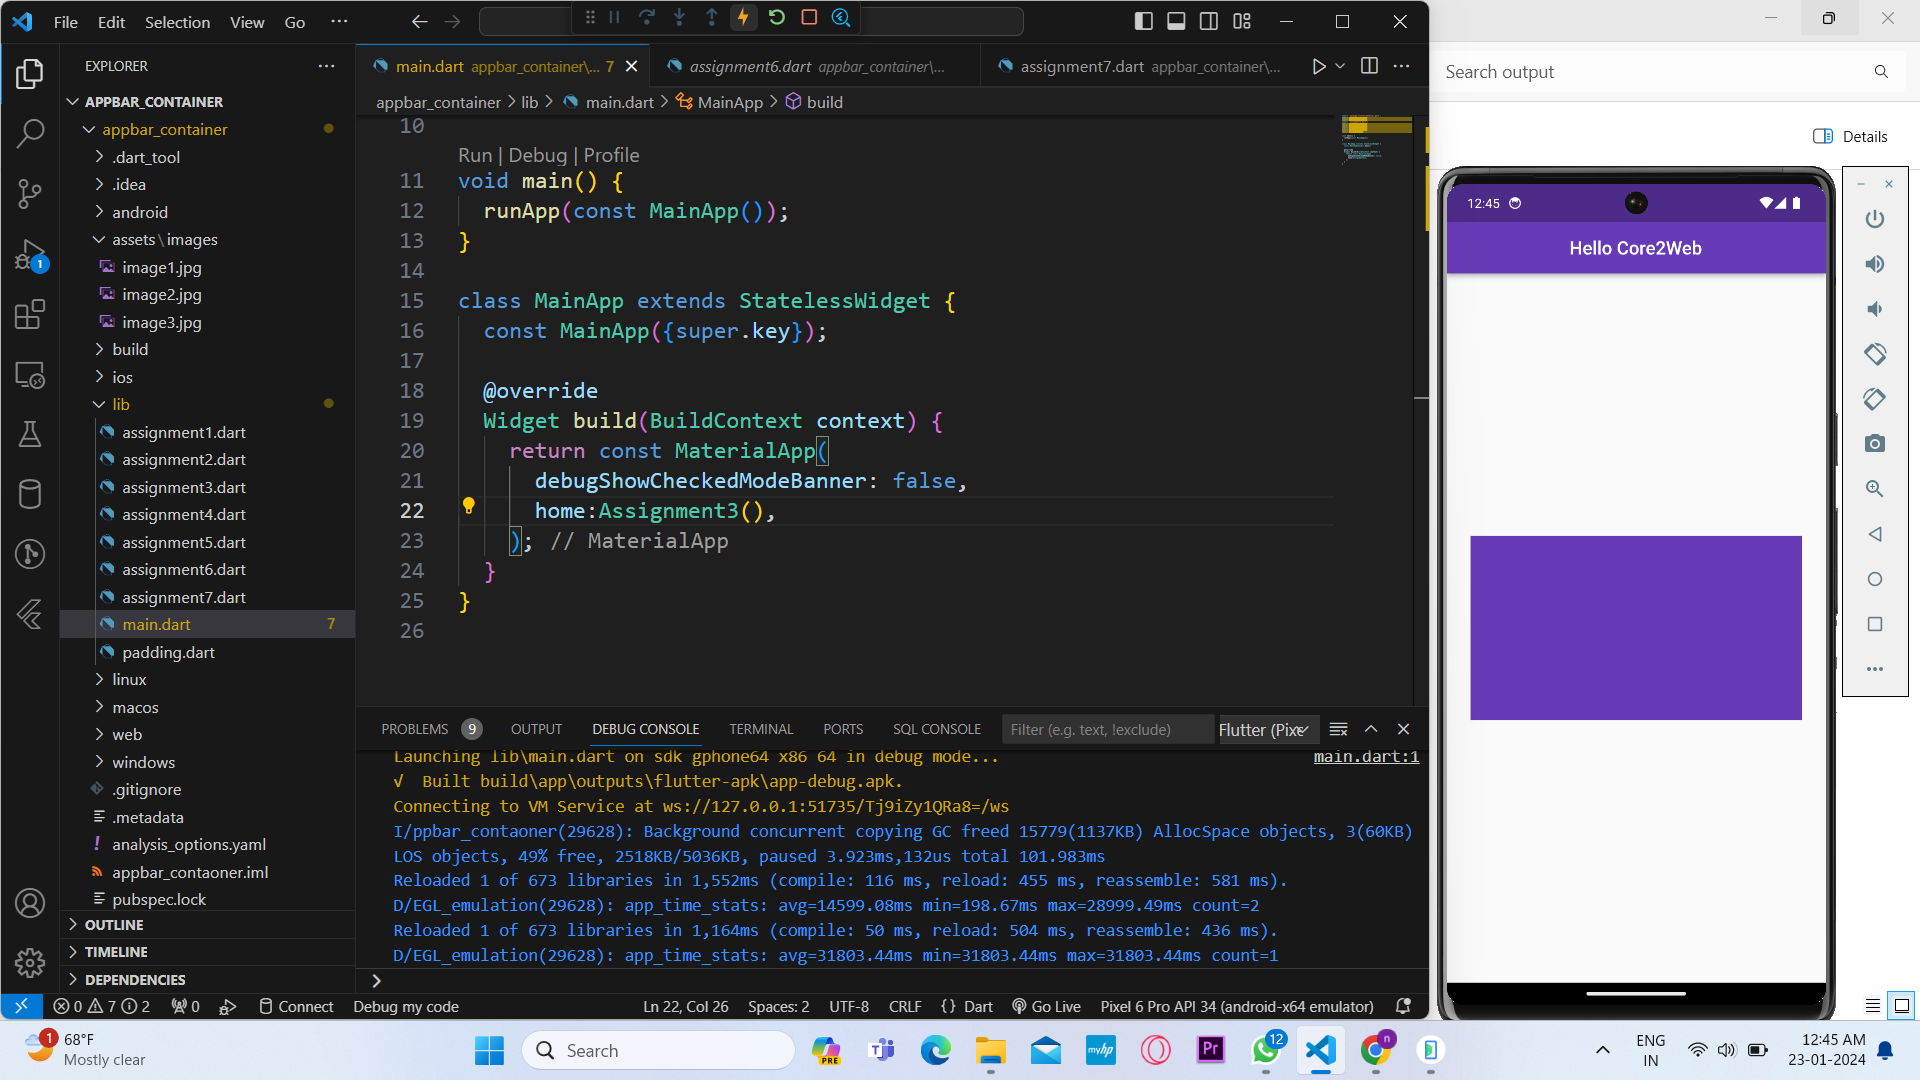 File Edit Selection View Go ···
EXPLORER ···
APPBAR_CONTAINER
appbar_container
.dart_tool
.idea
android
assets\images
image1.jpg
image2.jpg
image3.jpg
build
ios
lib
assignment1.dart
assignment2.dart
assignment3.dart
assignment4.dart
assignment5.dart
assignment6.dart
assignment7.dart
main.dart 7
padding.dart
linux
macos
web
windows
.gitignore
.metadata
! analysis_options.yaml
appbar_contaoner.iml
pubspec.lock
OUTLINE
TIMELINE
DEPENDENCIES
1
main.dart appbar_container\... 7
assignment6.dart appbar_container\...
assignment7.dart appbar_container\...
appbar_container > lib > main.dart > MainApp > build
10
Run | Debug | Profile
11 void main() {
12 runApp(const MainApp());
13 }
14
15 class MainApp extends StatelessWidget {
16 const MainApp({super.key});
17
18 @override
19 Widget build(BuildContext context) {
20 return const MaterialApp(
21 debugShowCheckedModeBanner: false,
22 home:Assignment3(),
23 ); // MaterialApp
24 }
25 }
26
PROBLEMS 9 OUTPUT DEBUG CONSOLE TERMINAL PORTS SQL CONSOLE Filter (e.g. text, !exclude) Flutter (Pixe
Launching lib\main.dart on sdk gphone64 x86 64 in debug mode... main.dart:1
√ Built build\app\outputs\flutter-apk\app-debug.apk.
Connecting to VM Service at ws://127.0.0.1:51735/Tj9iZy1QRa8=/ws
I/ppbar_contaoner(29628): Background concurrent copying GC freed 15779(1137KB) AllocSpace objects, 3(60KB)
LOS objects, 49% free, 2518KB/5036KB, paused 3.923ms,132us total 101.983ms
Reloaded 1 of 673 libraries in 1,552ms (compile: 116 ms, reload: 455 ms, reassemble: 581 ms).
D/EGL_emulation(29628): app_time_stats: avg=14599.08ms min=198.67ms max=28999.49ms count=2
Reloaded 1 of 673 libraries in 1,164ms (compile: 50 ms, reload: 504 ms, reassemble: 436 ms).
D/EGL_emulation(29628): app_time_stats: avg=31803.44ms min=31803.44ms max=31803.44ms count=1
>
0 7 2 0 Connect Debug my code Ln 22, Col 26 Spaces: 2 UTF-8 CRLF {} Dart Go Live Pixel 6 Pro API 34 (android-x64 emulator)
Search output
Details
12:45
Hello Core2Web
1 68°F
Mostly clear
Search
PRE
myhp
Pr
12
n
ENG
IN
12:45 AM
23-01-2024